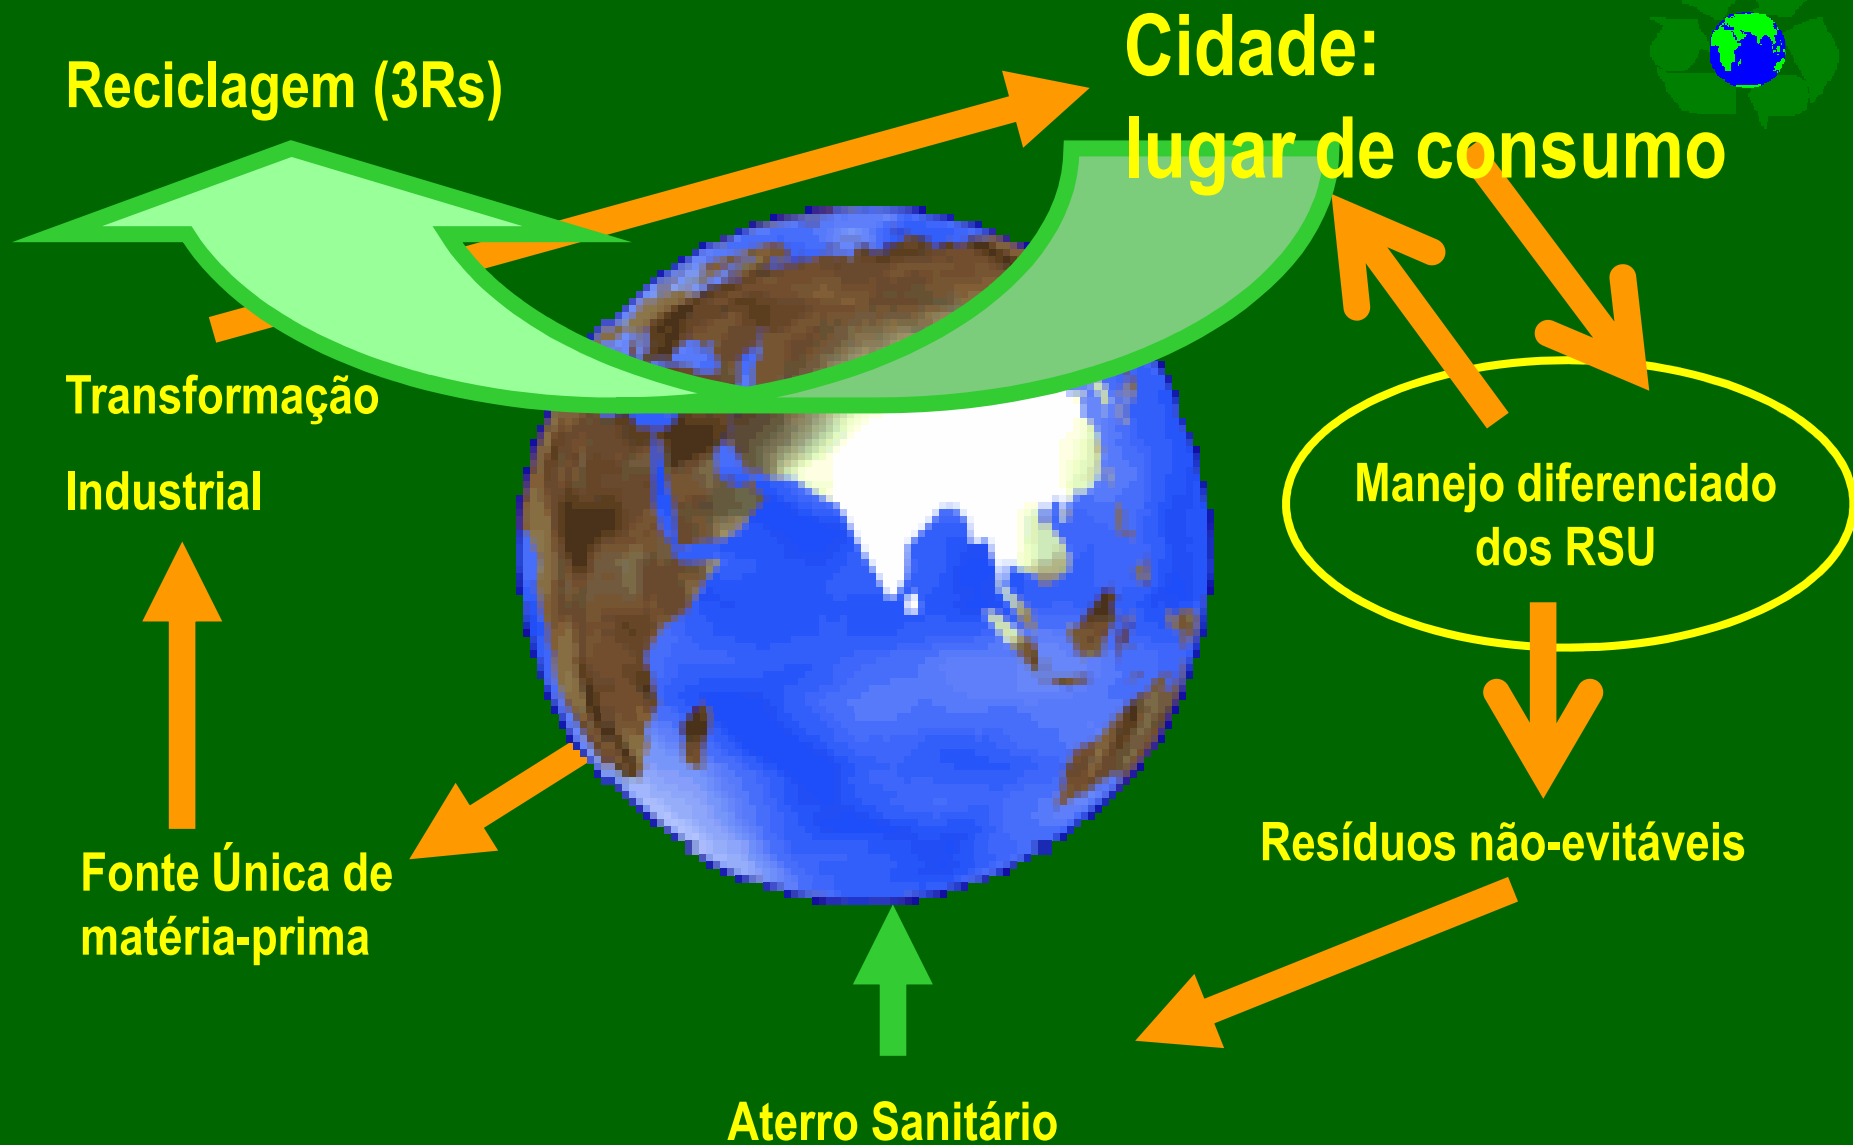 Cidade:
lugar de consumo
Reciclagem (3Rs)
Transformação
Industrial
Manejo diferenciado
dos RSU
Fonte Única de
matéria-prima
Resíduos não-evitáveis
Aterro Sanitário